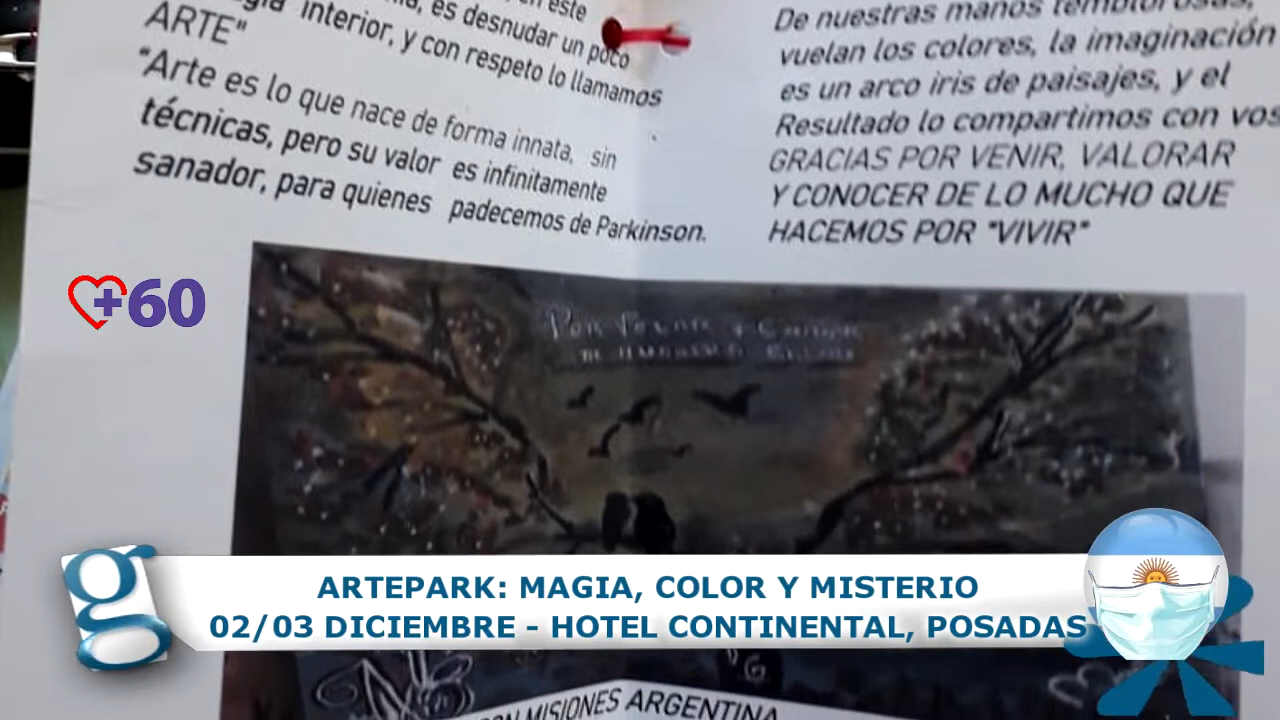 este
es desnudar un poco
interior, y con respeto lo llamamos
ARTE"
"Arte es lo que nace de forma innata, sin
técnicas, pero su valor es infinitamente
sanador, para quienes padecemos de Parkinson.
De nuestras manos temblorosas,
vuelan los colores, la imaginación
es un arco iris de paisajes, y el
Resultado lo compartimos con vos
GRACIAS POR VENIR, VALORAR
Y CONOCER DE LO MUCHO QUE
HACEMOS POR "VIVIR"
+60
g
ARTEPARK: MAGIA, COLOR Y MISTERIO
02/03 DICIEMBRE - HOTEL CONTINENTAL, POSADAS
MISIONES ARGENTINA